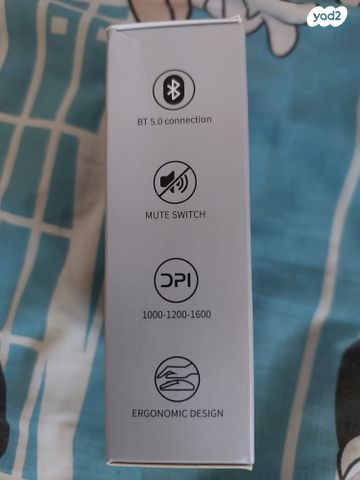 yad2
BT 5.0 connection
MUTE SWITCH
DPI
1000-1200-1600
ERGONOMIC DESIGN